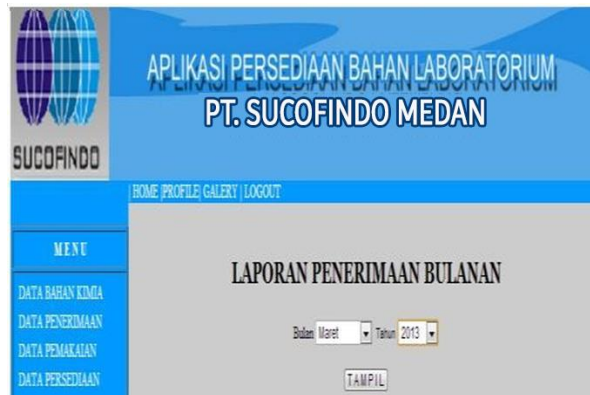 APLIKASI PERSEDIAAN BAHAN LABORATORIUM
PT. SUCOFINDO MEDAN
SUCOFINDO
| HOME |PROFILE| GALERY | LOGOUT
MENU
DATA BAHAN KIMIA
DATA PENERIMAAN
DATA PEMAKAIAN
DATA PERSEDIAAN
LAPORAN PENERIMAAN BULANAN
Bulan Maret Tahun 2013
TAMPIL